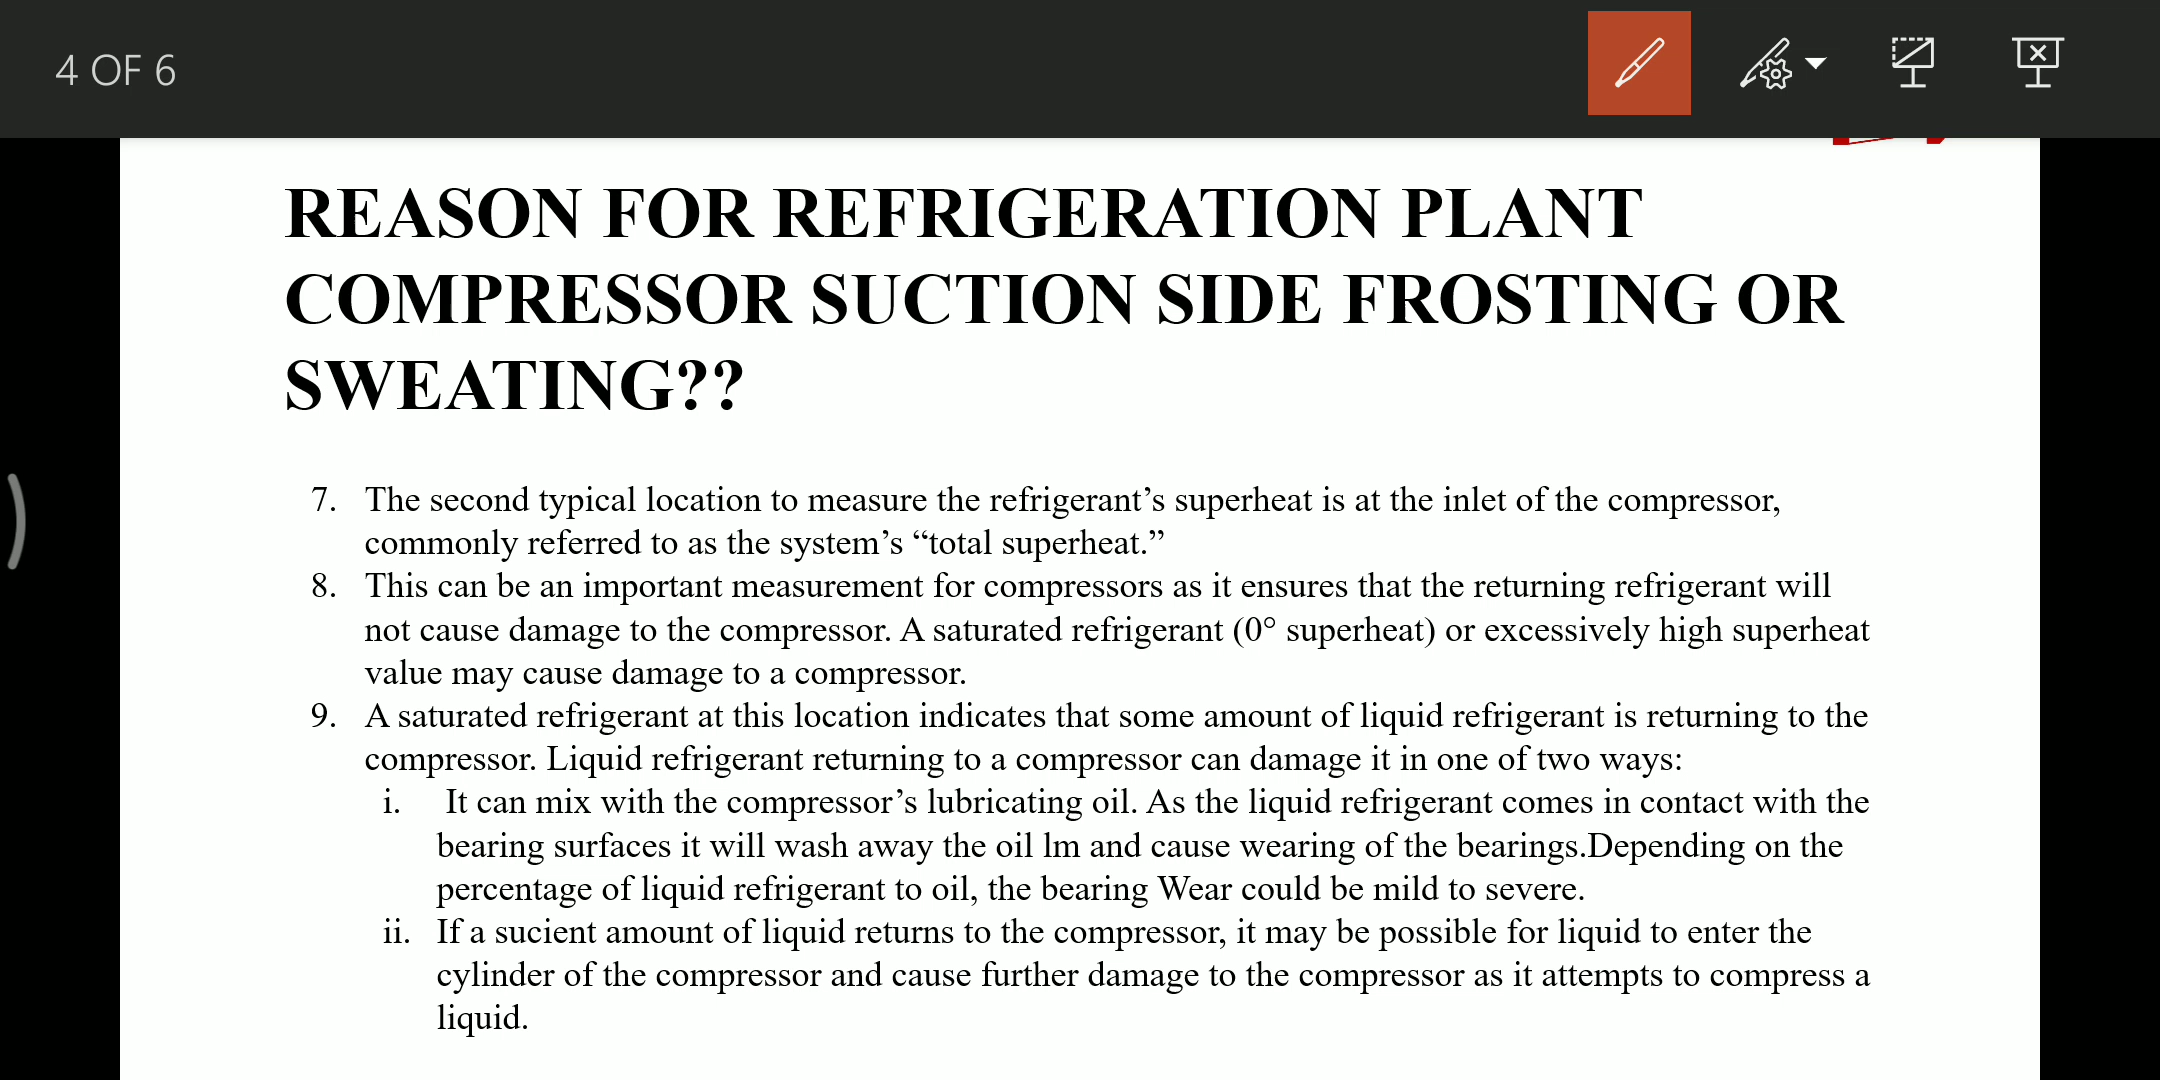 4 OF 6
REASON FOR REFRIGERATION PLANT
COMPRESSOR SUCTION SIDE FROSTING OR
SWEATING??
7. The second typical location to measure the refrigerant’s superheat is at the inlet of the compressor,
commonly referred to as the system’s “total superheat.”
8. This can be an important measurement for compressors as it ensures that the returning refrigerant will
not cause damage to the compressor. A saturated refrigerant (0° superheat) or excessively high superheat
value may cause damage to a compressor.
9. A saturated refrigerant at this location indicates that some amount of liquid refrigerant is returning to the
compressor. Liquid refrigerant returning to a compressor can damage it in one of two ways:
i. It can mix with the compressor’s lubricating oil. As the liquid refrigerant comes in contact with the
bearing surfaces it will wash away the oil lm and cause wearing of the bearings.Depending on the
percentage of liquid refrigerant to oil, the bearing Wear could be mild to severe.
ii. If a sucient amount of liquid returns to the compressor, it may be possible for liquid to enter the
cylinder of the compressor and cause further damage to the compressor as it attempts to compress a
liquid.